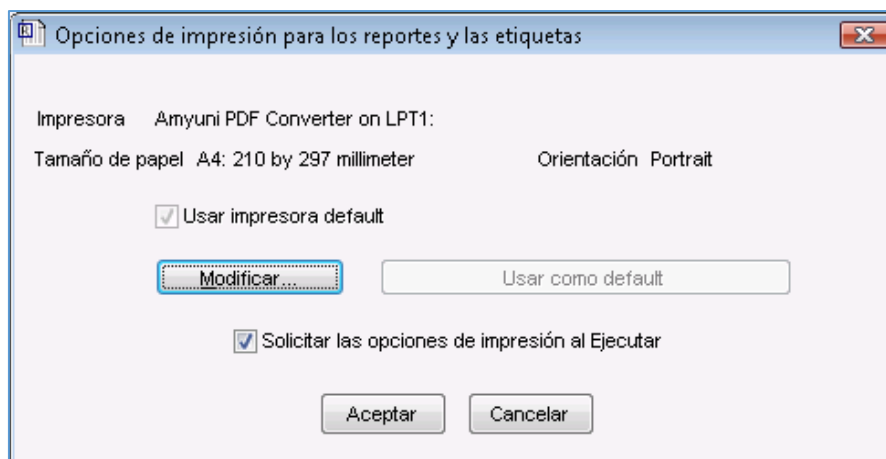 Opciones de impresión para los reportes y las etiquetas
Impresora Amyuni PDF Converter on LPT1:
Tamaño de papel A4: 210 by 297 millimeter Orientación Portrait
Usar impresora default
Modificar... Usar como default
Solicitar las opciones de impresión al Ejecutar
Aceptar Cancelar